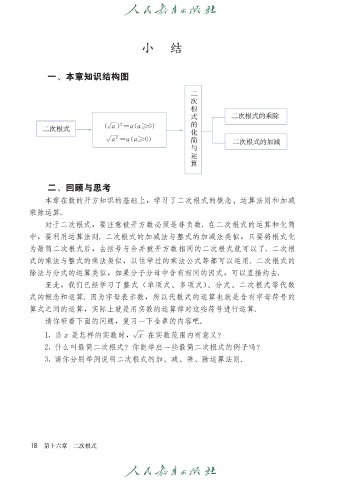 人民教育出版社
小 结
一、本章知识结构图
二次根式
(√a)²=a(a≥0)
√a²=a(a≥0)
二次根式的化简与运算
二次根式的乘除
二次根式的加减
二、回顾与思考
本章在数的开方知识的基础上，学习了二次根式的概念、运算法则和加减
乘除运算.
对于二次根式，要注意被开方数必须是非负数. 在二次根式的运算和化简
中，要利用运算法则. 二次根式的加减法与整式的加减法类似，只要将根式化
为最简二次根式后，去括号与合并被开方数相同的二次根式就可以了. 二次根
式的乘法与整式的乘法类似，以往学过的乘法公式等都可以运用. 二次根式的
除法与分式的运算类似，如果分子分母中含有相同的因式，可以直接约去.
至此，我们已经学习了整式（单项式、多项式）、分式、二次根式等代数
式的概念和运算. 因为字母表示数，所以代数式的运算也就是含有字母符号的
算式之间的运算，实际上就是用实数的运算律对这些符号进行运算.
请你带着下面的问题，复习一下全章的内容吧.
1. 当 x 是怎样的实数时，√x 在实数范围内有意义？
2. 什么叫最简二次根式？你能举出一些最简二次根式的例子吗？
3. 请你分别举例说明二次根式的加、减、乘、除运算法则.
18 第十六章 二次根式
人民教育出版社